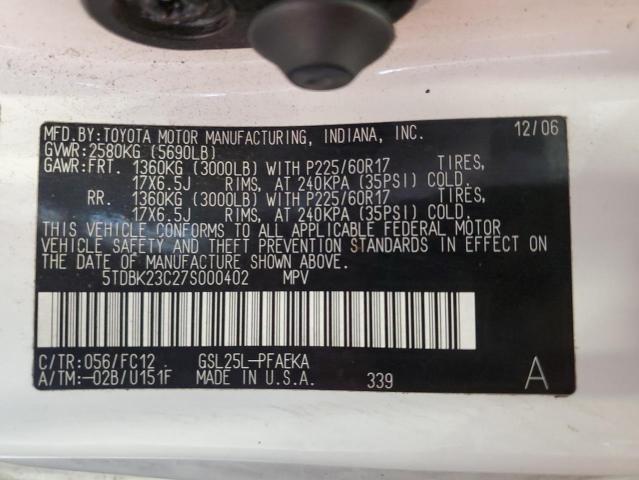 MFD.BY:TOYOTA MOTOR MANUFACTURING, INDIANA, INC. 12/06
GVWR:2580KG (5690LB)
GAWR:FRT. 1360KG (3000LB) WITH P225/60R17 TIRES,
17X6.5J RIMS, AT 240KPA (35PSI) COLD.
RR. 1360KG (3000LB) WITH P225/60R17 TIRES,
17X6.5J RIMS, AT 240KPA (35PSI) COLD.
THIS VEHICLE CONFORMS TO ALL APPLICABLE FEDERAL MOTOR
VEHICLE SAFETY AND THEFT PREVENTION STANDARDS IN EFFECT ON
THE DATE OF MANUFACTURE SHOWN ABOVE.
5TDBK23C27S000402 MPV
C/TR:056/FC12 GSL25L-PFAEKA
A/TM:-02B/U151F MADE IN U.S.A. 339 A